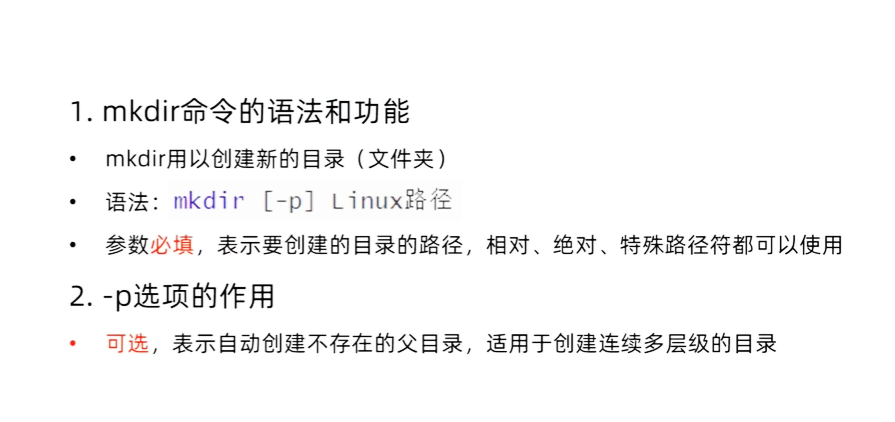 1. mkdir命令的语法和功能
• mkdir用以创建新的目录（文件夹）
• 语法：mkdir [-p] Linux路径
• 参数必填，表示要创建的目录的路径，相对、绝对、特殊路径符都可以使用
2. -p选项的作用
• 可选，表示自动创建不存在的父目录，适用于创建连续多层级的目录